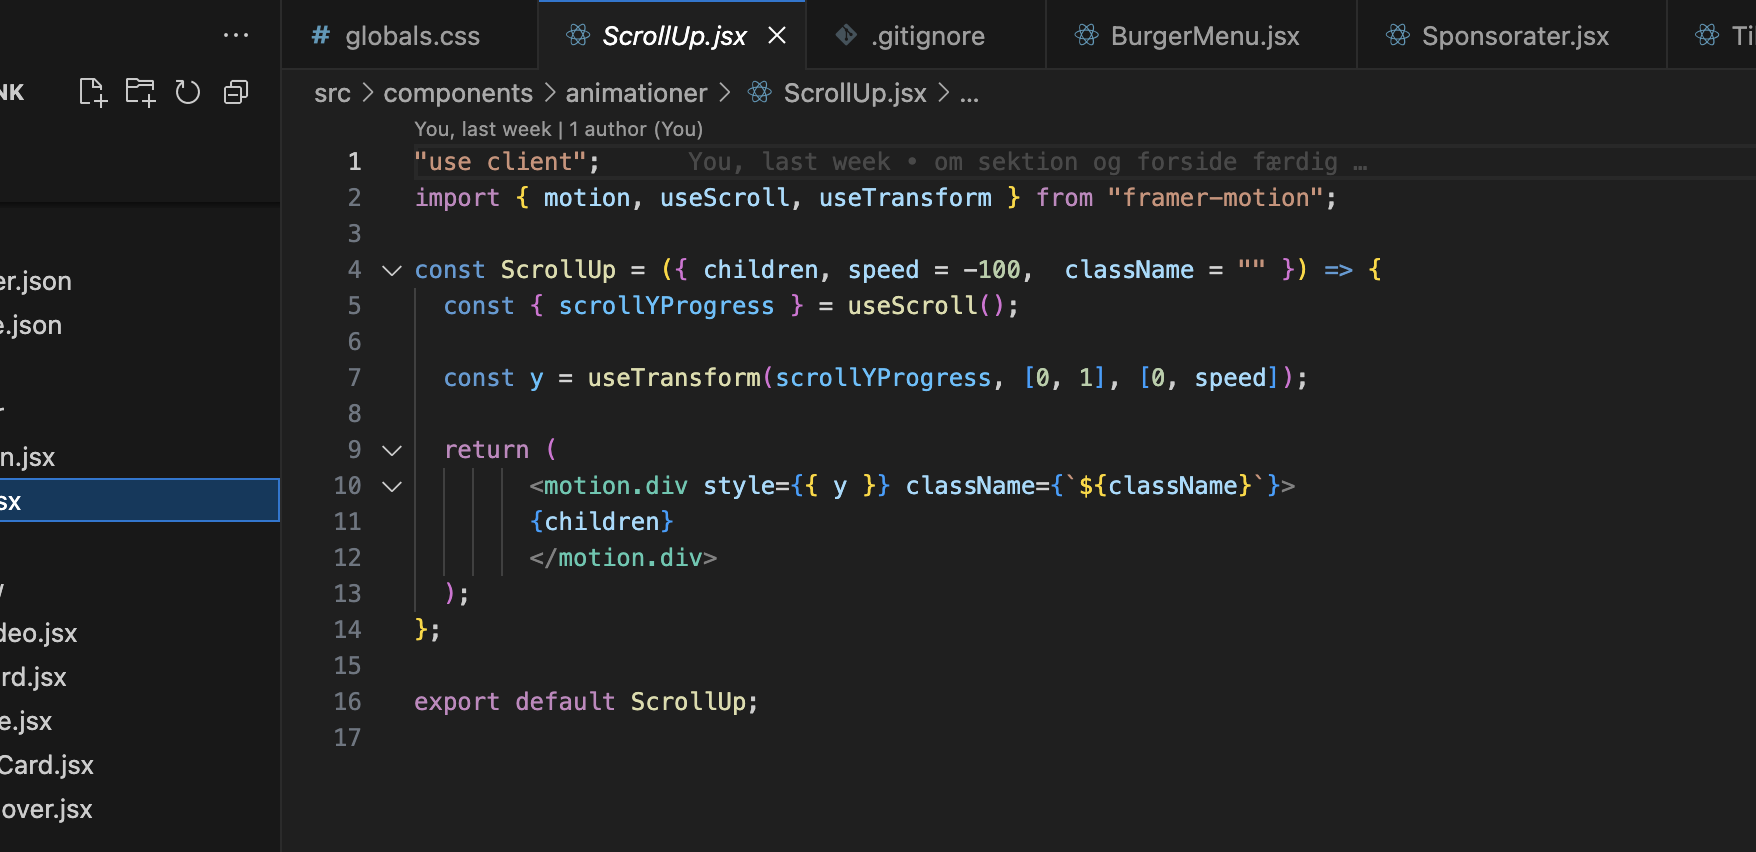 # globals.css ScrollUp.jsx .gitignore BurgerMenu.jsx Sponsorater.jsx
src > components > animationer > ScrollUp.jsx > ...
You, last week | 1 author (You)
1 "use client"; You, last week • om sektion og forside færdig …
2 import { motion, useScroll, useTransform } from "framer-motion";
3
4 const ScrollUp = ({ children, speed = -100,  className = "" }) => {
5   const { scrollYProgress } = useScroll();
6
7   const y = useTransform(scrollYProgress, [0, 1], [0, speed]);
8
9   return (
10         <motion.div style={{ y }} className={`${className}`}>
11         {children}
12         </motion.div>
13   );
14 };
15
16 export default ScrollUp;
17
NK
er.json
e.json
n.jsx
sx
deo.jsx
rd.jsx
e.jsx
Card.jsx
over.jsx